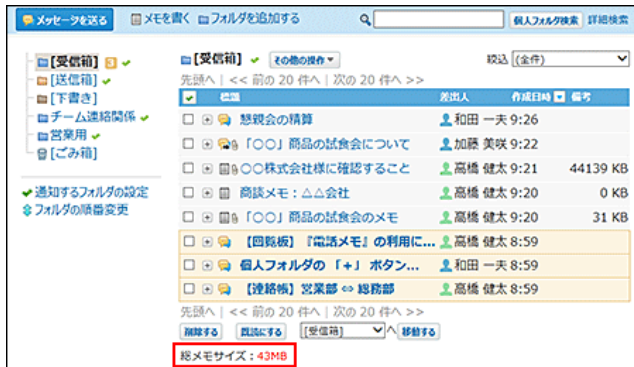 メッセージを送る メモを書く フォルダを追加する 個人フォルダ検索 詳細検索
[受信箱] 3
[送信箱]
[下書き]
チーム連絡関係
営業用
[ごみ箱]
通知するフォルダの設定
フォルダの順番変更
[受信箱] その他の操作 絞込 (全件)
先頭へ | << 前の 20 件へ | 次の 20 件へ >>
標題 差出人 作成日時 備考
懇親会の精算 和田 一夫 9:26
「〇〇」商品の試食会について 加藤 美咲 9:22
〇〇株式会社様に確認すること 高橋 健太 9:21 44139 KB
商談メモ：△△会社 高橋 健太 9:20 0 KB
「〇〇」商品の試食会のメモ 高橋 健太 9:20 31 KB
【回覧板】『電話メモ』の利用に... 高橋 健太 8:59
個人フォルダの 「+」 ボタン... 和田 一夫 8:59
【連絡帳】営業部 ⇔ 総務部 高橋 健太 8:59
先頭へ | << 前の 20 件へ | 次の 20 件へ >>
削除する 既読にする [受信箱] へ 移動する
総メモサイズ：43MB